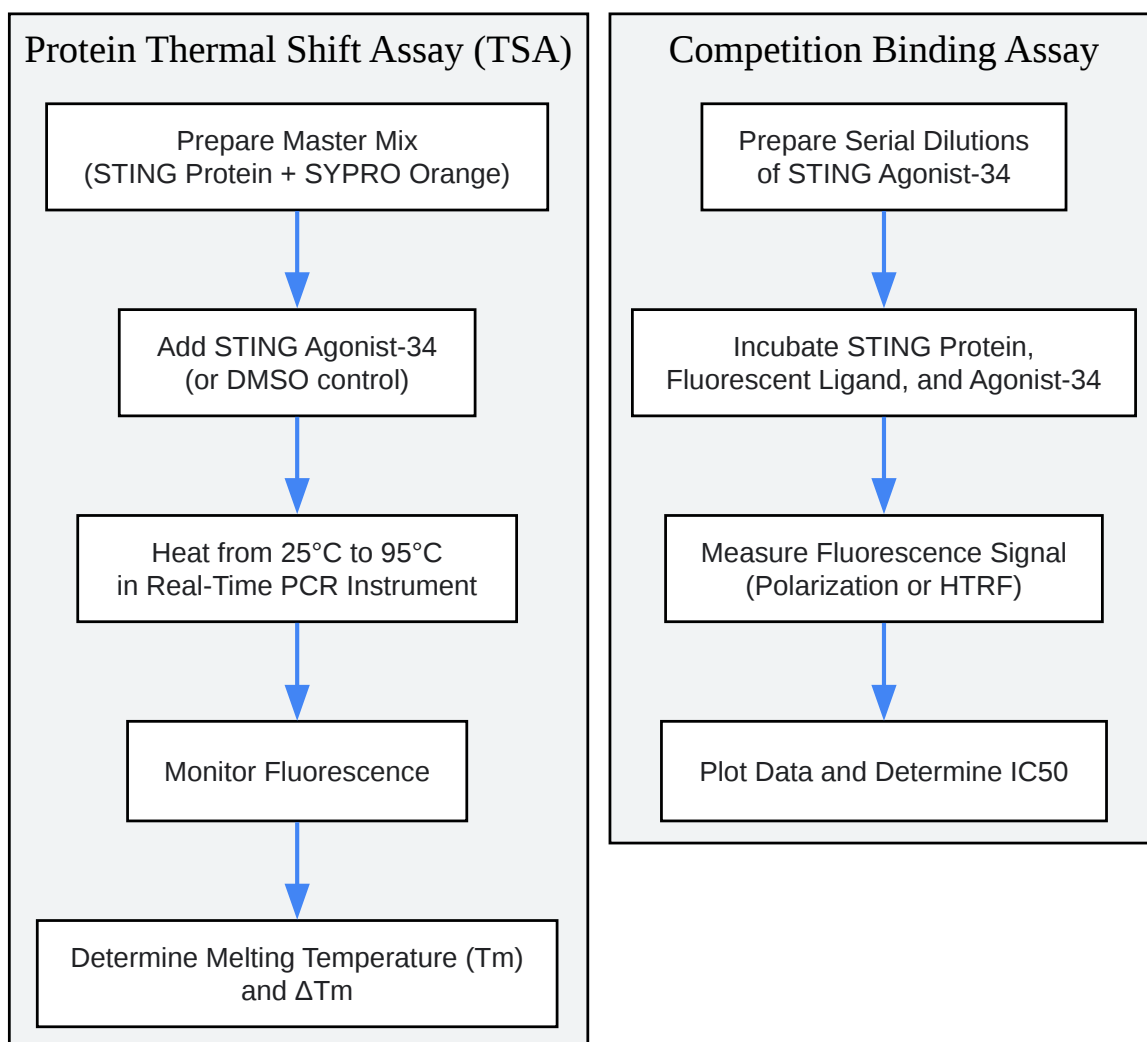 Protein Thermal Shift Assay (TSA)
Prepare Master Mix
(STING Protein + SYPRO Orange)
Add STING Agonist-34
(or DMSO control)
Heat from 25°C to 95°C
in Real-Time PCR Instrument
Monitor Fluorescence
Determine Melting Temperature (Tm)
and ΔTm
Competition Binding Assay
Prepare Serial Dilutions
of STING Agonist-34
Incubate STING Protein,
Fluorescent Ligand, and Agonist-34
Measure Fluorescence Signal
(Polarization or HTRF)
Plot Data and Determine IC50